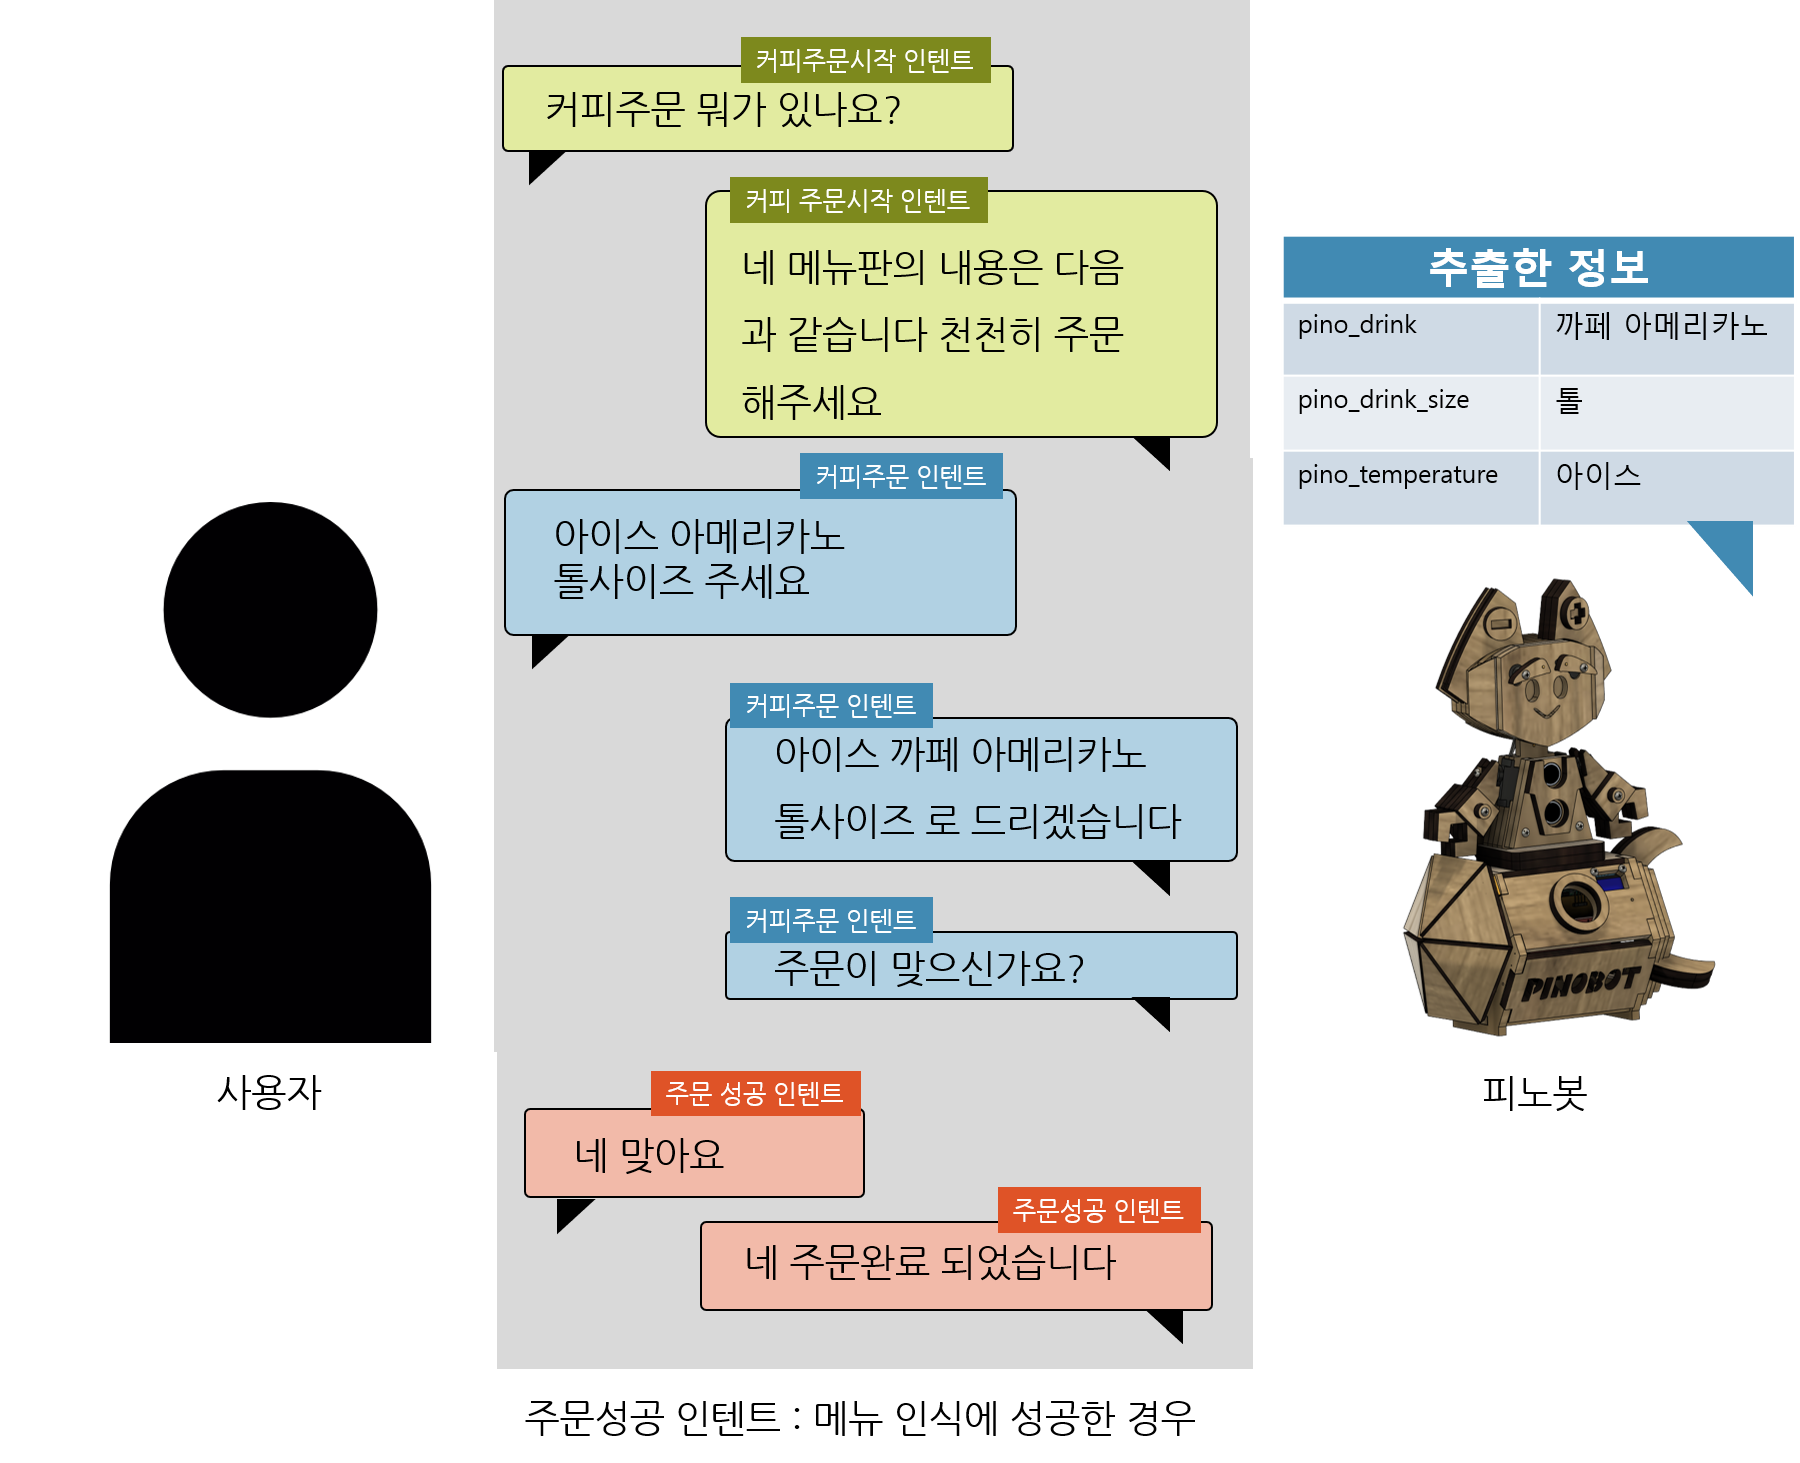 커피주문시작 인텐트
커피주문 뭐가 있나요?
커피 주문시작 인텐트
네 메뉴판의 내용은 다음
과 같습니다 천천히 주문
해주세요
커피주문 인텐트
아이스 아메리카노
톨사이즈 주세요
커피주문 인텐트
아이스 까페 아메리카노
톨사이즈 로 드리겠습니다
커피주문 인텐트
주문이 맞으신가요?
주문 성공 인텐트
네 맞아요
주문성공 인텐트
네 주문완료 되었습니다
추출한 정보
pino_drink 까페 아메리카노
pino_drink_size 톨
pino_temperature 아이스
PINOBOT
사용자
피노봇
주문성공 인텐트 : 메뉴 인식에 성공한 경우